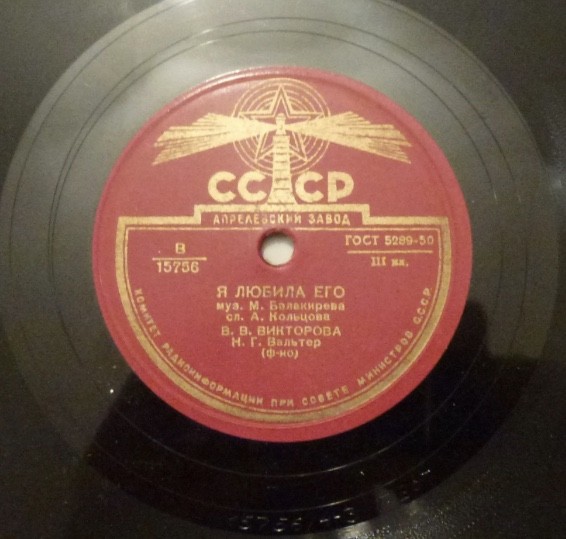 СССР
АПРЕЛЕВСКИЙ ЗАВОД
В
15756
ГОСТ 5289-50
III кл.
Я ЛЮБИЛА ЕГО
муз. М. Балакирева
сл. А. Кольцова
В. В. ВИКТОРОВА
Н. Г. Вальтер
(ф-но)
КОМИТЕТ РАДИОИНФОРМАЦИИ ПРИ СОВЕТЕ МИНИСТРОВ СССР